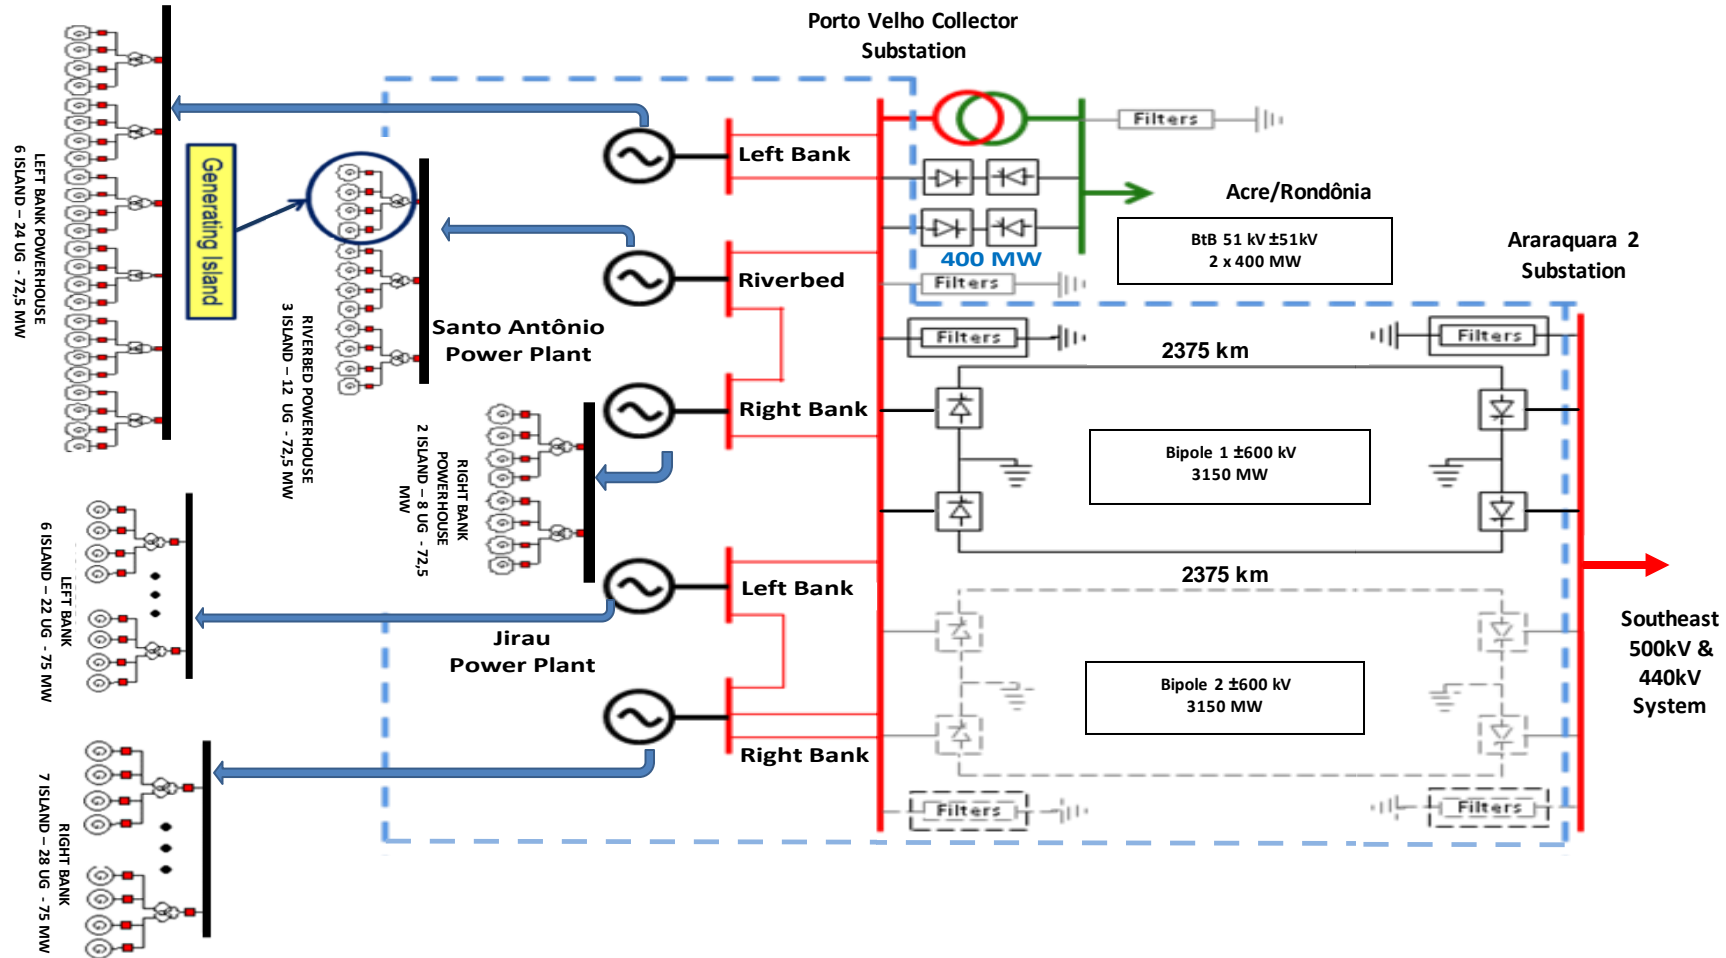 Porto Velho Collector
Substation
LEFT BANK POWERHOUSE
6 ISLAND – 24 UG - 72,5 MW
Generating Island
RIVERBED POWERHOUSE
3 ISLAND – 12 UG - 72,5 MW
Santo Antônio
Power Plant
RIGHT BANK
POWERHOUSE
2 ISLAND – 8 UG - 72,5
MW
LEFT BANK
6 ISLAND – 22 UG - 75 MW
Jirau
Power Plant
RIGHT BANK
7 ISLAND – 28 UG - 75 MW
Left Bank
Riverbed
Right Bank
Left Bank
Right Bank
Filters
Acre/Rondônia
BtB 51 kV ±51kV
2 x 400 MW
400 MW
Filters
Araraquara 2
Substation
Filters
Filters
2375 km
Bipole 1 ±600 kV
3150 MW
2375 km
Bipole 2 ±600 kV
3150 MW
Filters
Filters
Southeast
500kV &
440kV
System